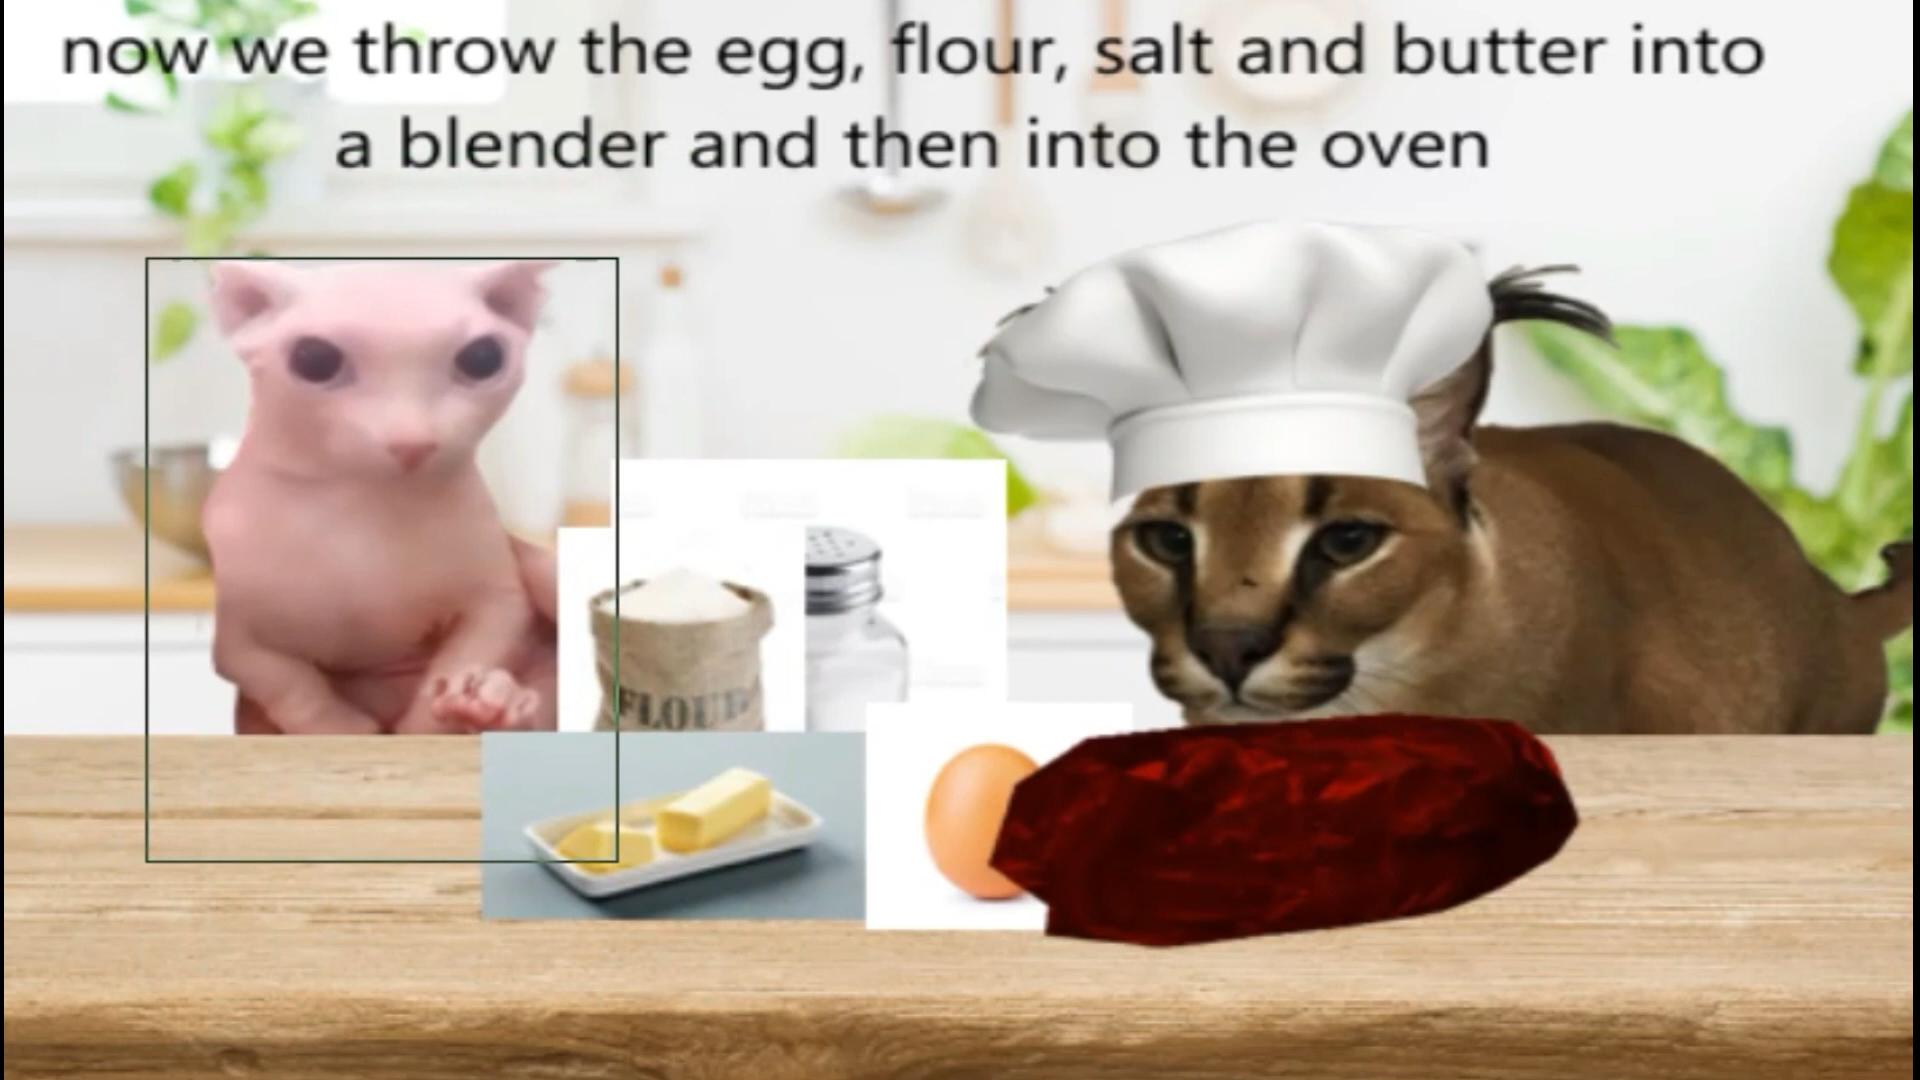 now we throw the egg, flour, salt and butter into
a blender and then into the oven
FLOUR